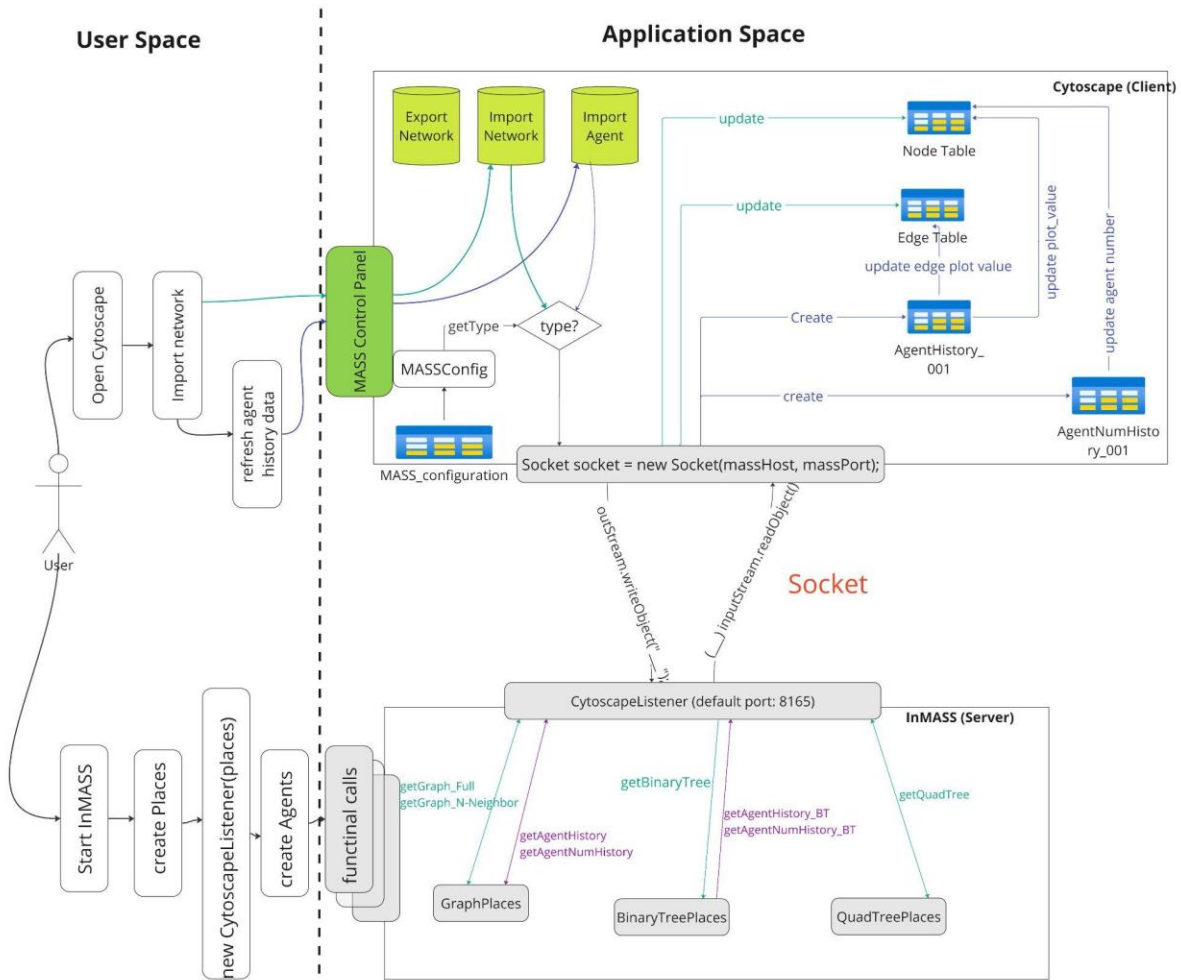 User Space
Application Space
Cytoscape (Client)
Export
Network
Import
Network
Import
Agent
update
Node Table
update
Edge Table
update edge plot value
update plot_value
update agent number
Create
AgentHistory_
001
create
AgentNumHisto
ry_001
MASS Control Panel
getType
type?
MASSConfig
MASS_configuration
Open Cytoscape
Import network
refresh agent
history data
User
Socket socket = new Socket(massHost, massPort);
outStream.writeObject("__");
(__) inputStream.readObject()
Socket
CytoscapeListener (default port: 8165)
InMASS (Server)
Start InMASS
create Places
new CytoscapeListener(places)
create Agents
functinal calls
getGraph_Full
getGraph_N-Neighbor
getAgentHistory
getAgentNumHistory
getBinaryTree
getAgentHistory_BT
getAgentNumHistory_BT
getQuadTree
GraphPlaces
BinaryTreePlaces
QuadTreePlaces